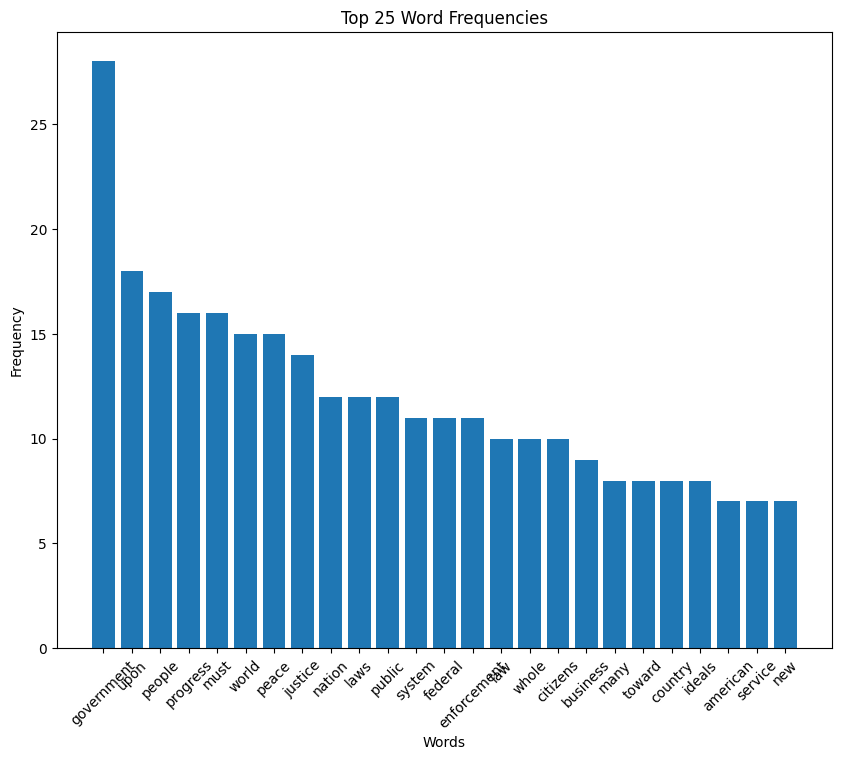 Top 25 Word Frequencies
Frequency
25
20
15
10
5
0
government
upon
people
progress
must
world
peace
justice
nation
laws
public
system
federal
enforcement
law
whole
citizens
business
many
toward
country
ideals
american
service
new
Words